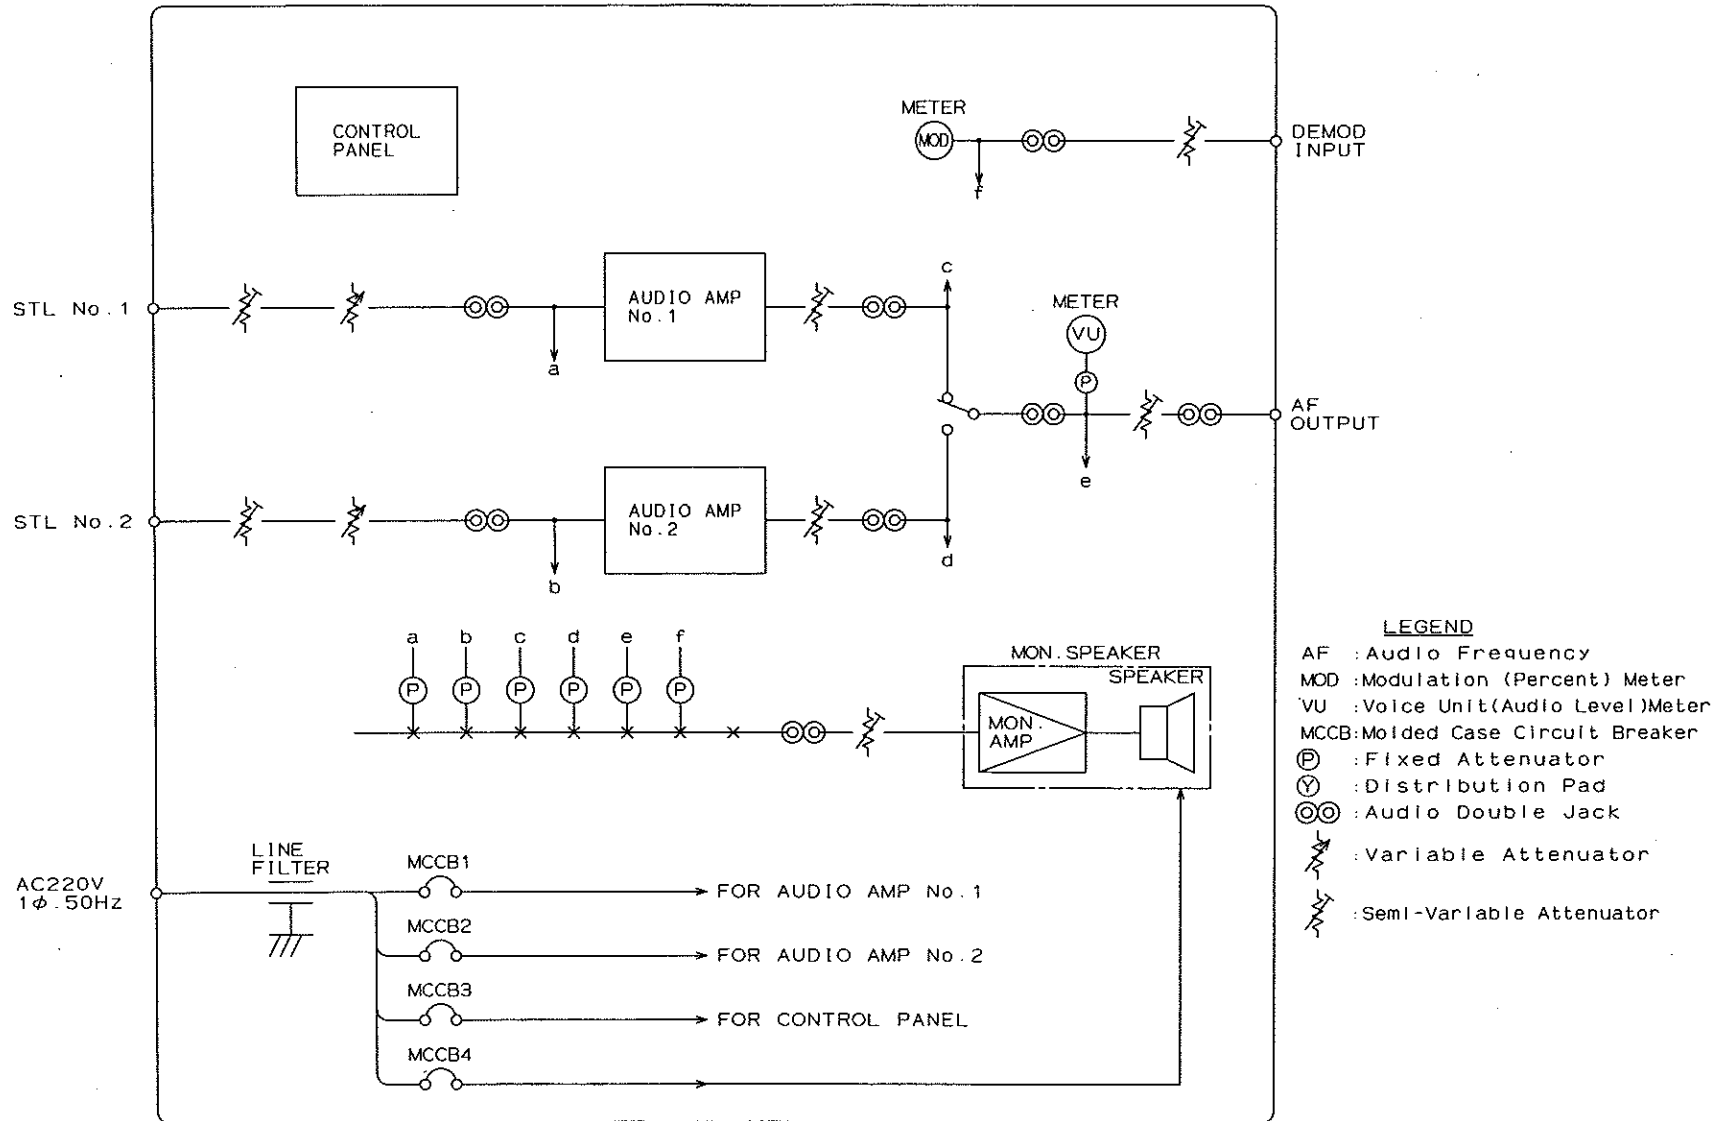 CONTROL
PANEL
METER
MOD
f
DEMOD
INPUT
STL No.1
a
AUDIO AMP
No.1
c
METER
VU
P
AF
OUTPUT
e
STL No.2
b
AUDIO AMP
No.2
d
a b c d e f
P P P P P P
MON.SPEAKER
SPEAKER
MON.
AMP
LEGEND
AF :Audio Frequency
MOD :Modulation (Percent) Meter
VU :Voice Unit(Audio Level)Meter
MCCB:Molded Case Circuit Breaker
P :Fixed Attenuator
Y :Distribution Pad
:Audio Double Jack
:Variable Attenuator
:Semi-Variable Attenuator
AC220V
1φ.50Hz
LINE
FILTER
MCCB1
FOR AUDIO AMP No.1
MCCB2
FOR AUDIO AMP No.2
MCCB3
FOR CONTROL PANEL
MCCB4